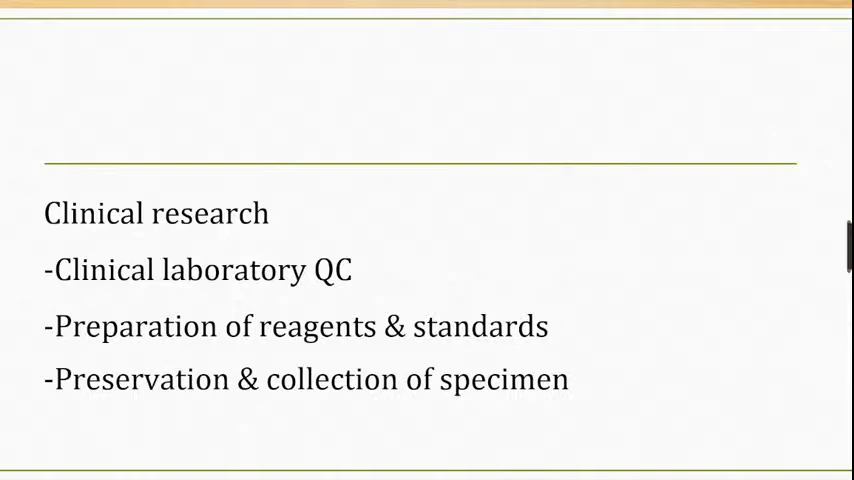 Clinical research
-Clinical laboratory QC
-Preparation of reagents & standards
-Preservation & collection of specimen